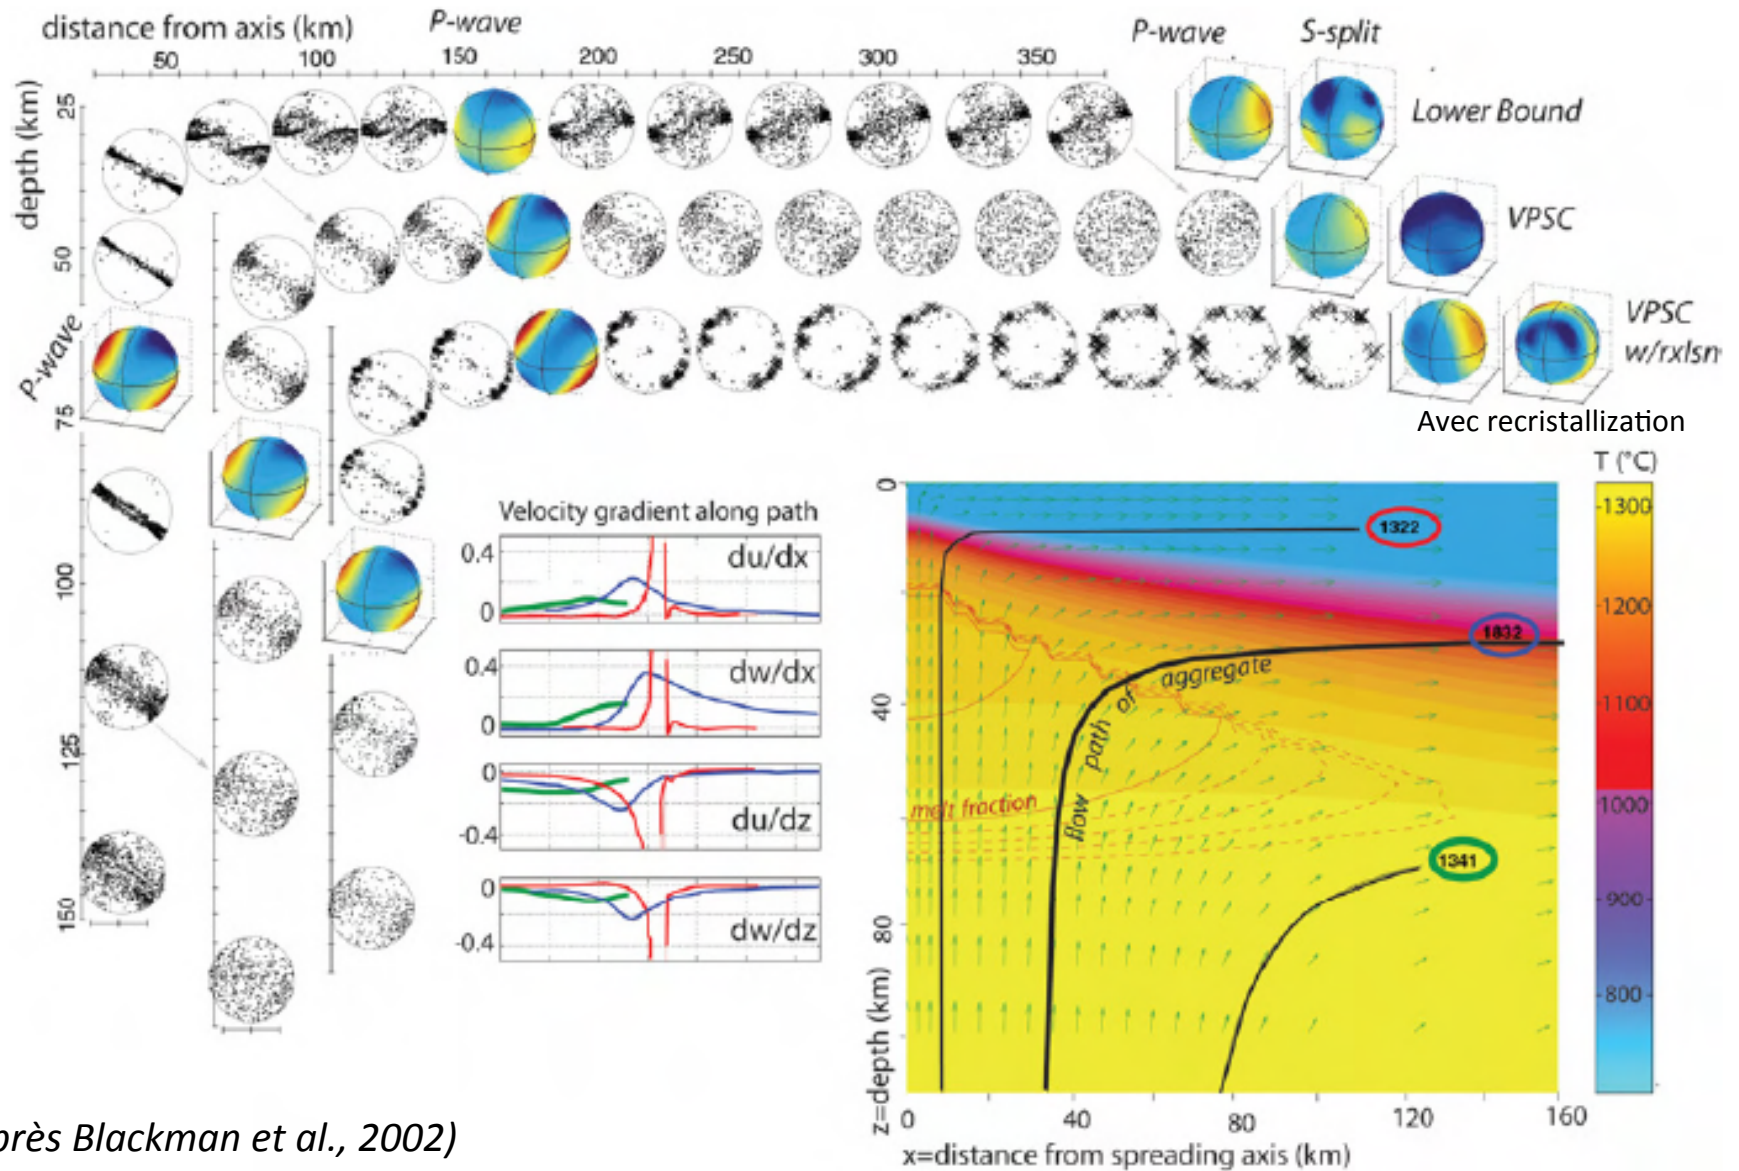 distance from axis (km)
P-wave
P-wave
S-split
50
100
150
200
250
300
350
Lower Bound
depth (km)
25
50
75
100
125
150
VPSC
P-wave
VPSC
w/rxlsn
Avec recristallization
Velocity gradient along path
0.4
0
du/dx
0.4
0
dw/dx
0
-0.4
du/dz
0
-0.4
dw/dz
T (°C)
1300
1200
1100
1000
900
800
1322
1832
1341
flow path of aggregate
melt fraction
0
40
80
z=depth (km)
0
40
80
120
160
x=distance from spreading axis (km)
près Blackman et al., 2002)